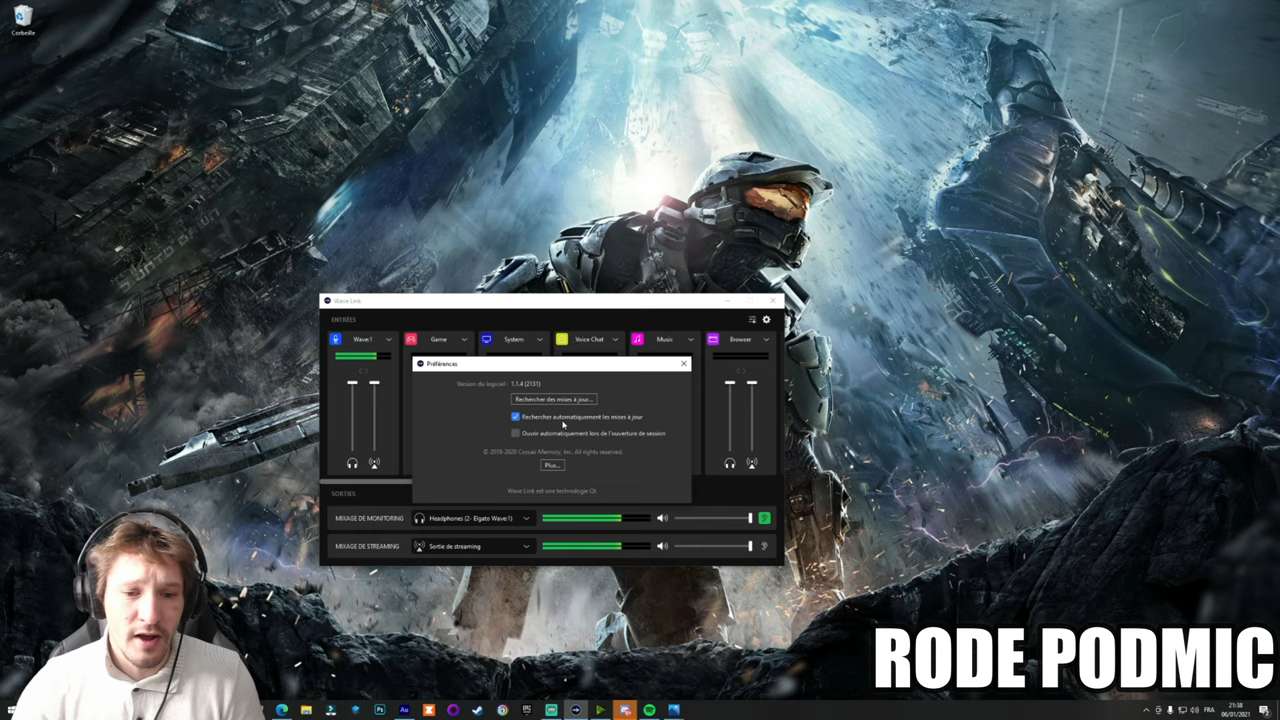 Corbeille
Wave Link
ENTRÉES
Wave:1
Game
System
Voice Chat
Music
Browser
Préférences
Version du logiciel : 1.1.4 (2131)
Rechercher des mises à jour...
Rechercher automatiquement les mises à jour
Ouvrir automatiquement lors de l'ouverture de session
© 2019-2020 Corsair Memory, Inc. All rights reserved.
Plus...
Wave Link est une technologie Qt.
SORTIES
MIXAGE DE MONITORING
Headphones (2- Elgato Wave:1)
MIXAGE DE STREAMING
Sortie de streaming
RODE PODMIC
Ps
Au
FRA
21:38
06/01/2021